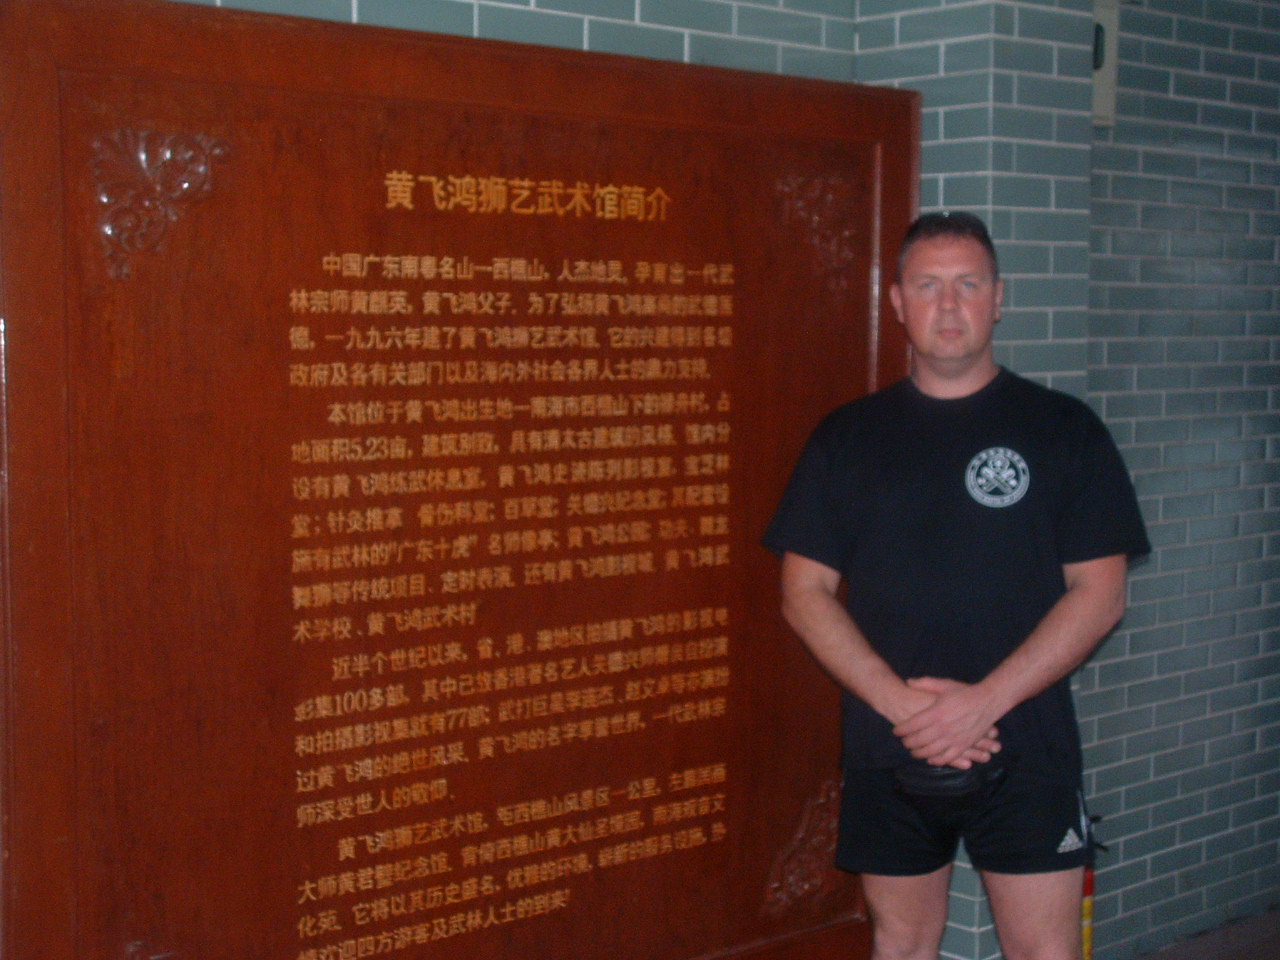 黄飞鸿狮艺武术馆简介
中国广东南粤名山一西樵山，人杰地灵，孕育出一代武
林宗师黄麒英，黄飞鸿父子，为了弘扬黄飞鸿高尚的武德医
德，一九九六年建了黄飞鸿狮艺武术馆，它的兴建得到各级
政府及各有关部门以及海内外社会各界人士的鼎力支持。
本馆位于黄飞鸿出生地一南海市西樵山下的禄舟村，占
地面积5.23亩，建筑别致，具有清末古建筑的风格，馆内分
设有黄飞鸿练武休息室，黄飞鸿史迹陈列影视室，宝芝林
堂；针灸推拿 骨伤科堂；百草堂；关德兴纪念堂；其配套设
施有武林的"广东十虎"名师像亭；黄飞鸿公园；功夫、醒龙
舞狮等传统项目、定时表演，还有黄飞鸿影视城、黄飞鸿武
术学校、黄飞鸿武术村
近半个世纪以来，省、港、澳地区拍摄黄飞鸿的影视电
影集100多部，其中已故香港著名艺人关德兴师傅亲自扮演
和拍摄影视集就有77部；武打巨星李连杰、赵文卓等亦演扮
过黄飞鸿的绝世风采，黄飞鸿的名字享誉世界，一代武林宗
师深受世人的敬仰。
黄飞鸿狮艺武术馆，距西樵山风景区一公里，左靠
大师黄君璧纪念馆，背倚西樵山黄大仙圣境园，南海观音文
化苑，它将以其历史盛名，优雅的环境，崭新的服务设施，热
情欢迎四方游客及武林人士的到来！